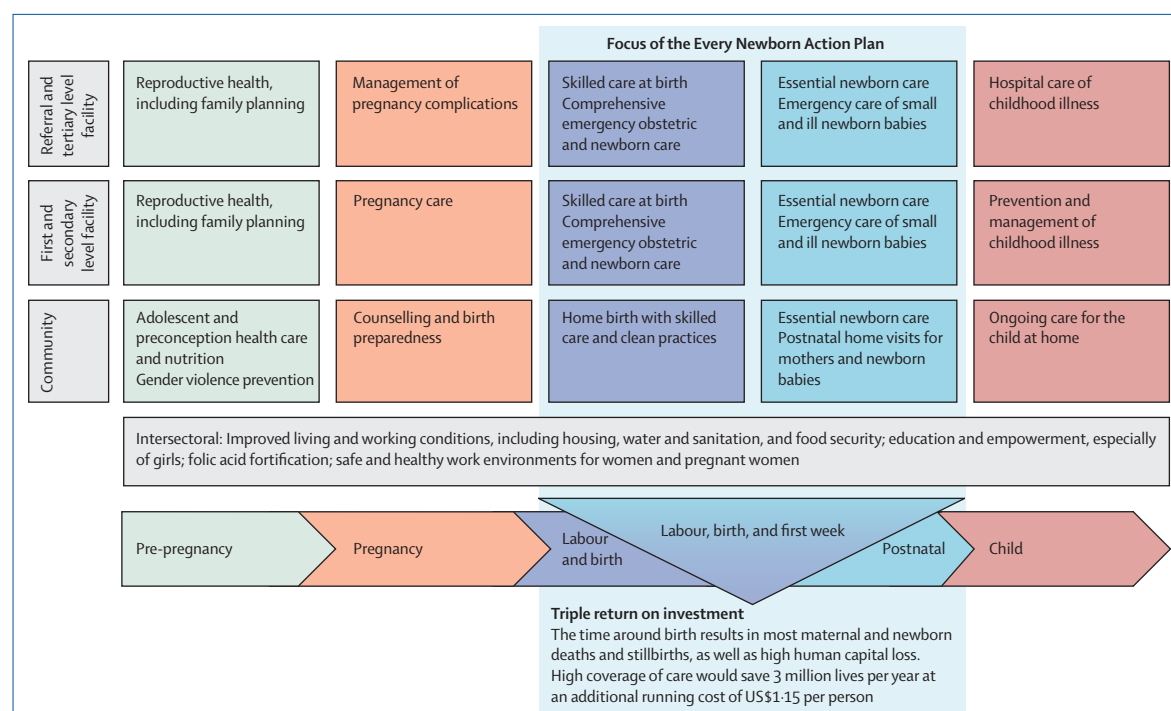 Focus of the Every Newborn Action Plan
Referral and
tertiary level
facility
Reproductive health,
including family planning
Management of
pregnancy complications
Skilled care at birth
Comprehensive
emergency obstetric
and newborn care
Essential newborn care
Emergency care of small
and ill newborn babies
Hospital care of
childhood illness
First and
secondary
level facility
Reproductive health,
including family planning
Pregnancy care
Skilled care at birth
Comprehensive
emergency obstetric
and newborn care
Essential newborn care
Emergency care of small
and ill newborn babies
Prevention and
management of
childhood illness
Community
Adolescent and
preconception health care
and nutrition
Gender violence prevention
Counselling and birth
preparedness
Home birth with skilled
care and clean practices
Essential newborn care
Postnatal home visits for
mothers and newborn
babies
Ongoing care for the
child at home
Intersectoral: Improved living and working conditions, including housing, water and sanitation, and food security; education and empowerment, especially
of girls; folic acid fortification; safe and healthy work environments for women and pregnant women
Pre-pregnancy
Pregnancy
Labour
and birth
Labour, birth, and first week
Postnatal
Child
Triple return on investment
The time around birth results in most maternal and newborn
deaths and stillbirths, as well as high human capital loss.
High coverage of care would save 3 million lives per year at
an additional running cost of US$1·15 per person